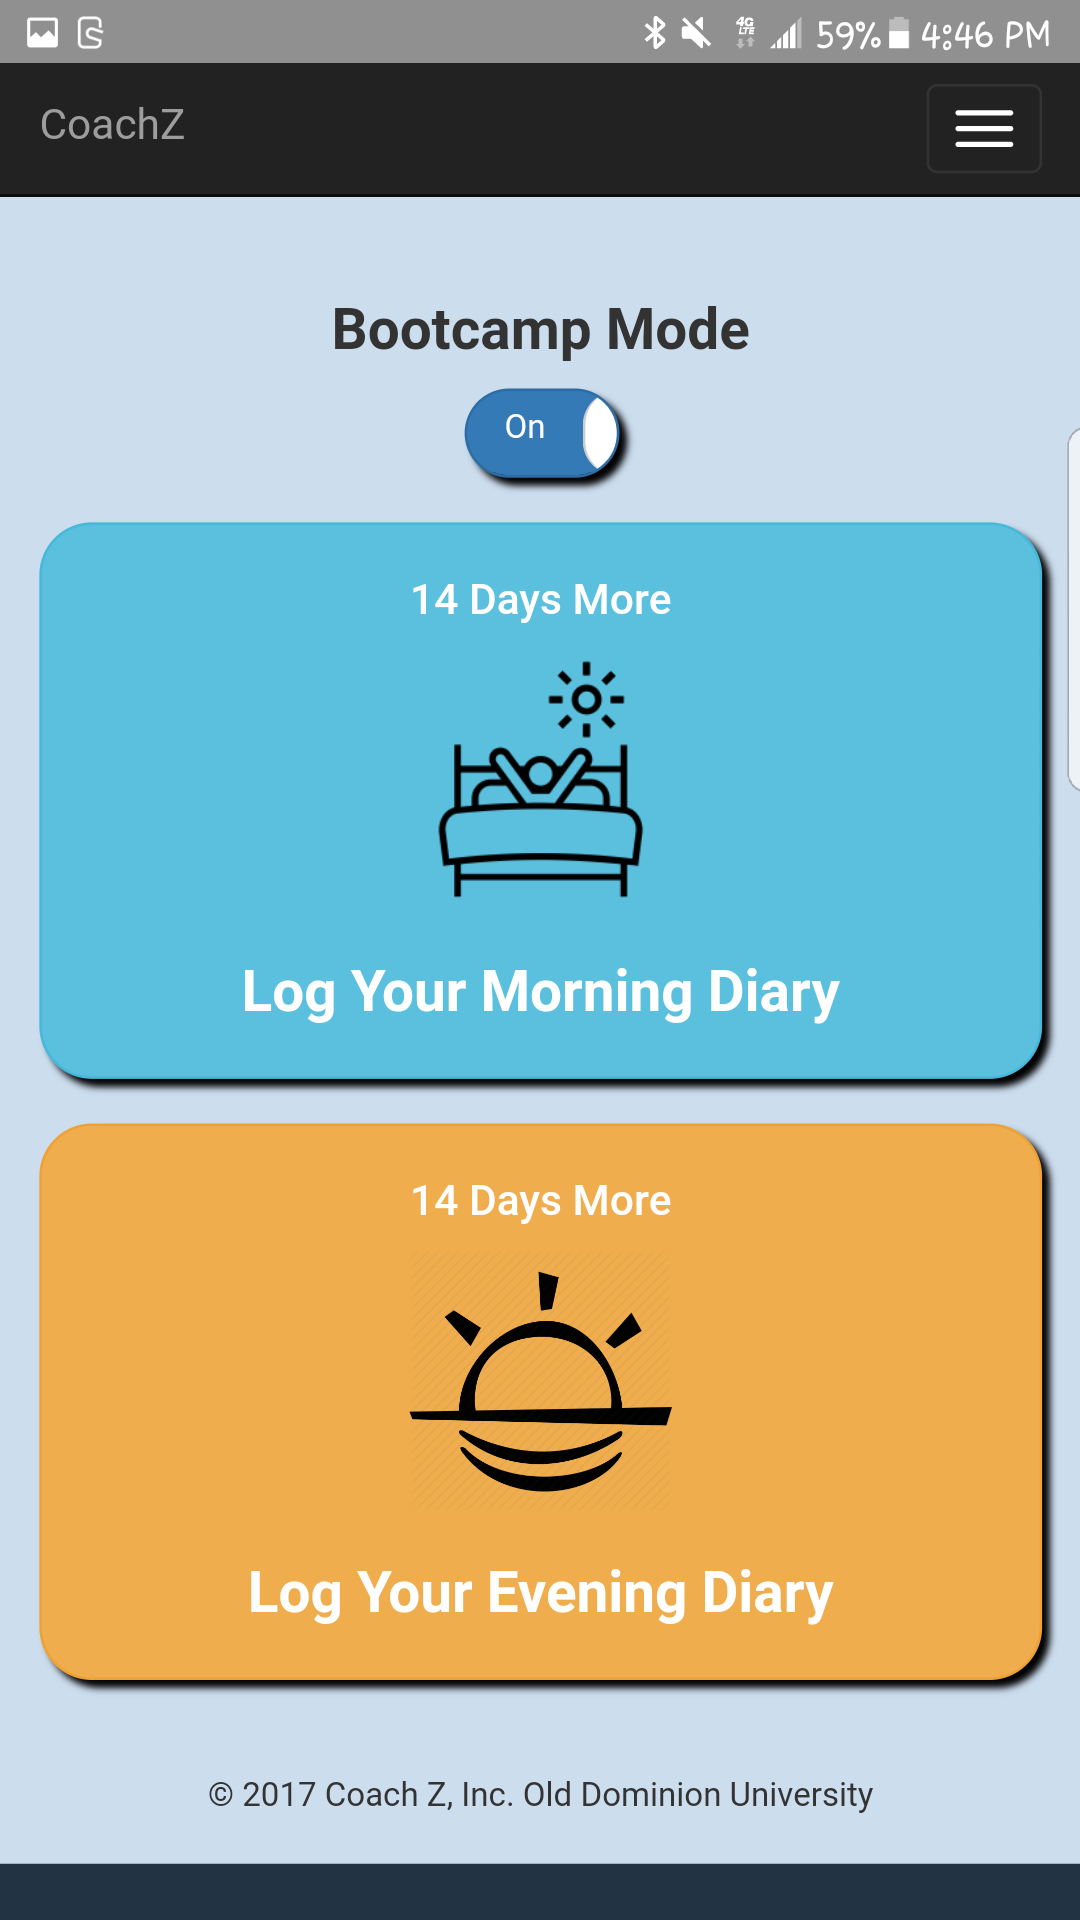 4G LTE 59% 4:46 PM
CoachZ
Bootcamp Mode
On
14 Days More
Log Your Morning Diary
14 Days More
Log Your Evening Diary
© 2017 Coach Z, Inc. Old Dominion University